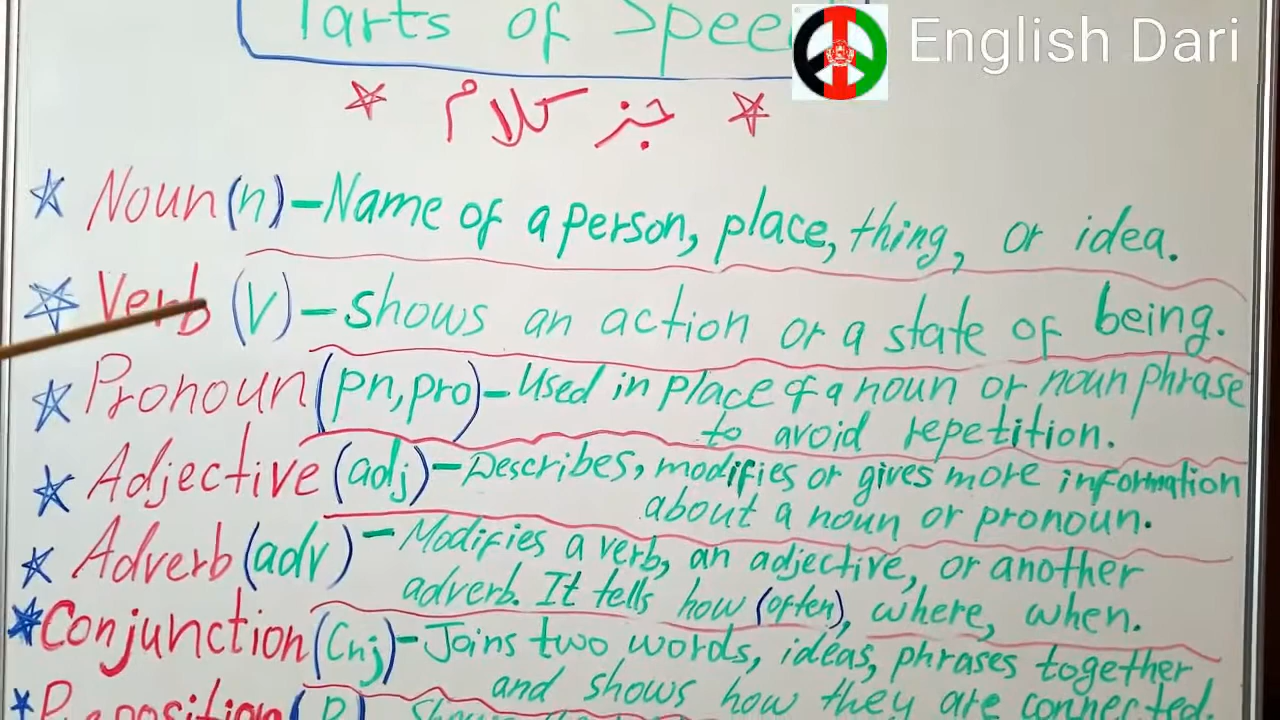 Parts of Speec
English Dari
جز کلام
Noun (n) - Name of a person, place, thing, or idea.
Verb (V) - Shows an action or a state of being.
Pronoun (pn, pro) - Used in place of a noun or noun phrase
to avoid repetition.
Adjective (adj) - Describes, modifies or gives more information
about a noun or pronoun.
Adverb (adv) - Modifies a verb, an adjective, or another
adverb. It tells how (often), where, when.
Conjunction (Cnj) - Joins two words, ideas, phrases together
and shows how they are connected.
Preposition (P